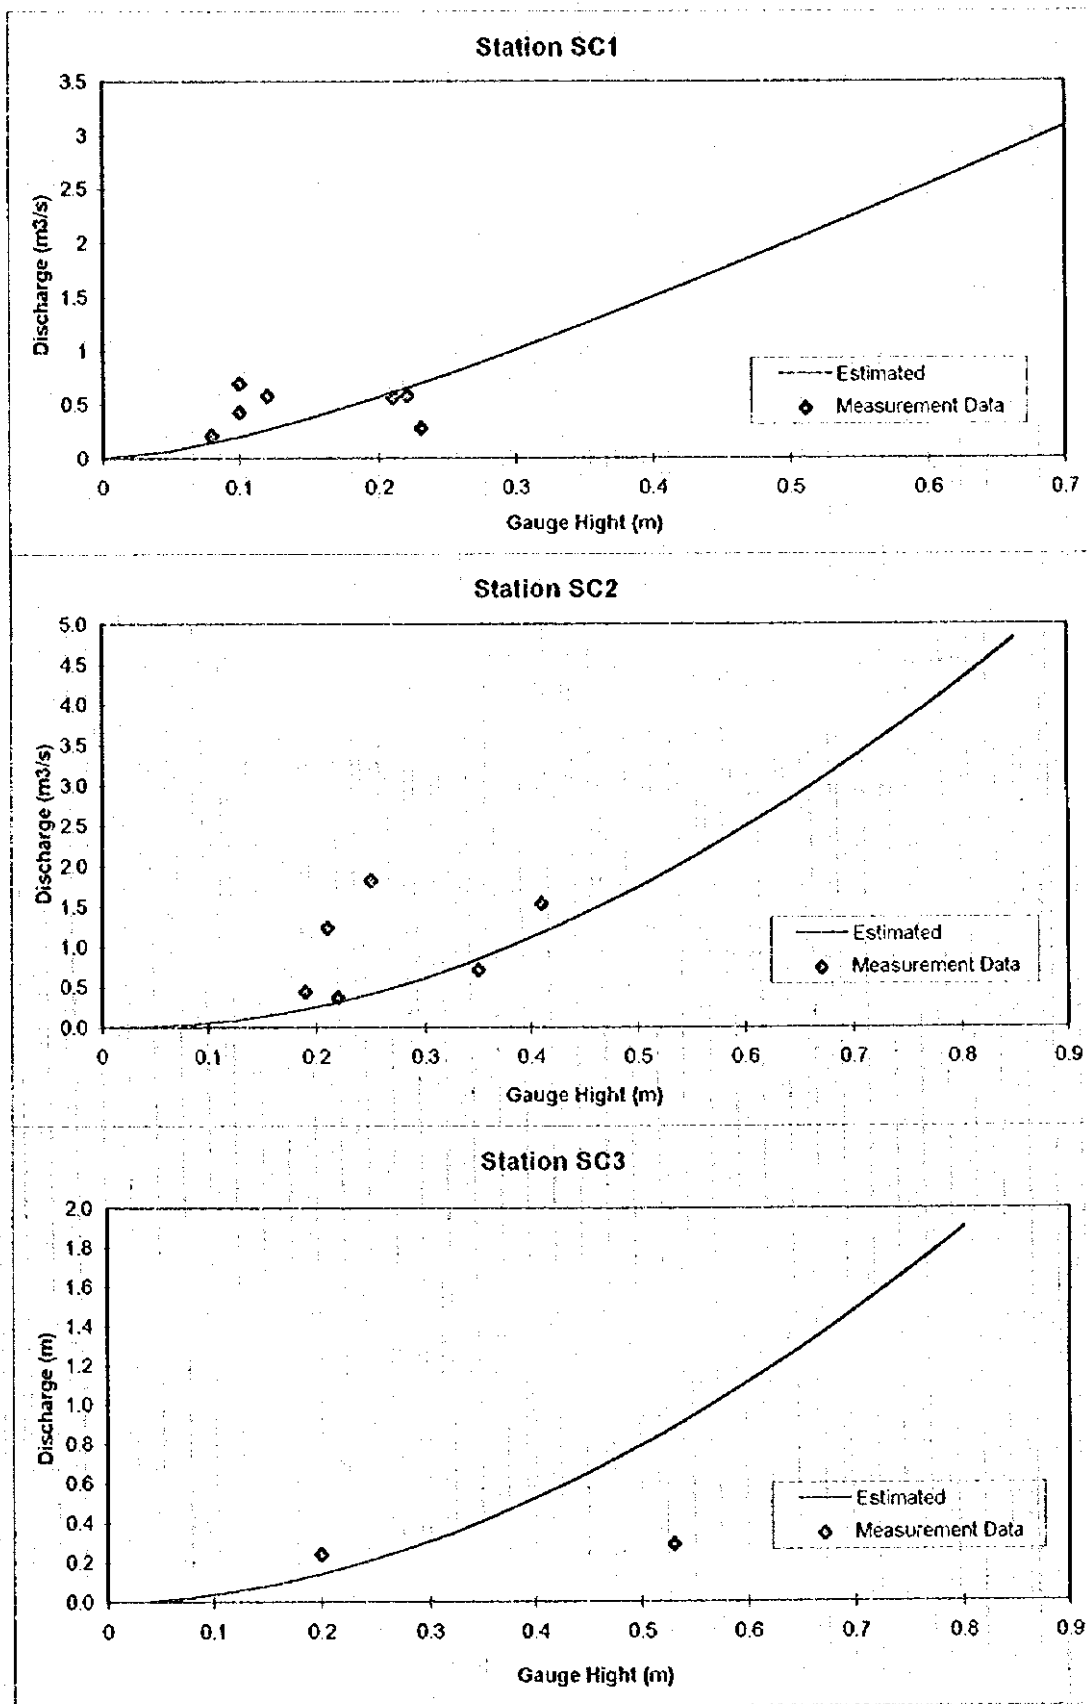 Station SC1
3.5
3
2.5
2
1.5
1
0.5
0
Discharge (m3/s)
Estimated
Measurement Data
0 0.1 0.2 0.3 0.4 0.5 0.6 0.7
Gauge Hight (m)
Station SC2
5.0
4.5
4.0
3.5
3.0
2.5
2.0
1.5
1.0
0.5
0.0
Discharge (m3/s)
Estimated
Measurement Data
0 0.1 0.2 0.3 0.4 0.5 0.6 0.7 0.8 0.9
Gauge Hight (m)
Station SC3
2.0
1.8
1.6
1.4
1.2
1.0
0.8
0.6
0.4
0.2
0.0
Discharge (m)
Estimated
Measurement Data
0 0.1 0.2 0.3 0.4 0.5 0.6 0.7 0.8 0.9
Gauge Hight (m)